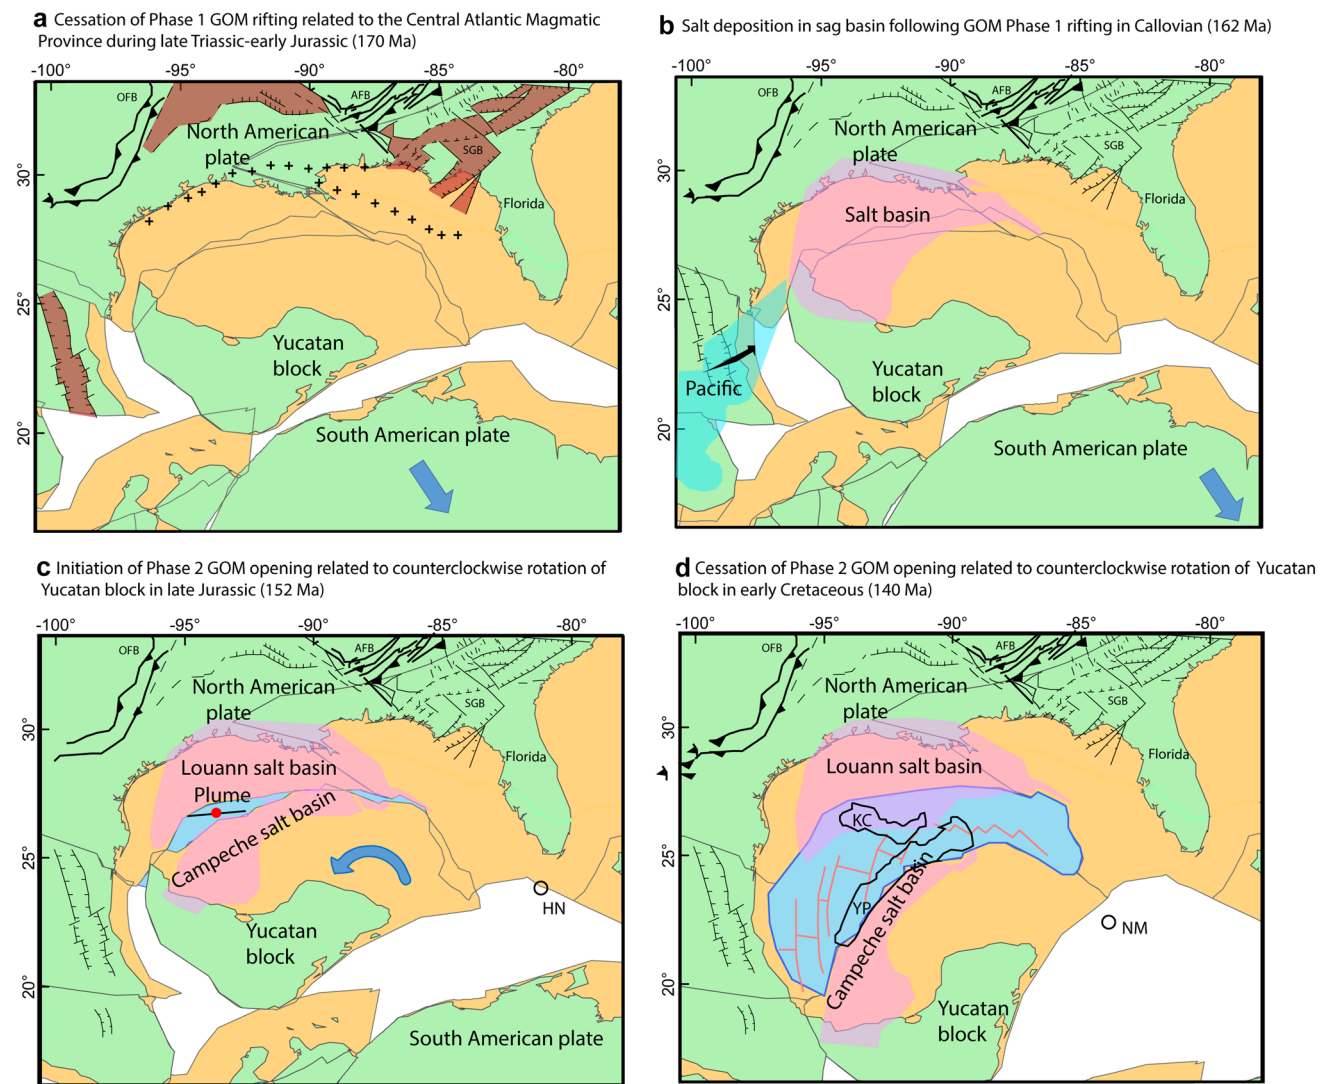 a Cessation of Phase 1 GOM rifting related to the Central Atlantic Magmatic
Province during late Triassic-early Jurassic (170 Ma)
-100° -95° -90° -85° -80°
OFB
AFB
North American
plate
SGB
30°
Florida
25°
Yucatan
block
20°
South American plate
b Salt deposition in sag basin following GOM Phase 1 rifting in Callovian (162 Ma)
-100° -95° -90° -85° -80°
OFB
AFB
North American
plate
SGB
30°
Salt basin
Florida
25°
Pacific
Yucatan
block
20°
South American plate
c Initiation of Phase 2 GOM opening related to counterclockwise rotation of
Yucatan block in late Jurassic (152 Ma)
-100° -95° -90° -85° -80°
OFB
AFB
North American
plate
SGB
30°
Florida
Louann salt basin
Plume
Campeche salt basin
25°
HN
Yucatan
block
20°
South American plate
d Cessation of Phase 2 GOM opening related to counterclockwise rotation of Yucatan
block in early Cretaceous (140 Ma)
-100° -95° -90° -85° -80°
OFB
AFB
North American
plate
SGB
30°
Florida
Louann salt basin
KC
25°
YP
Campeche salt basin
NM
20°
Yucatan
block